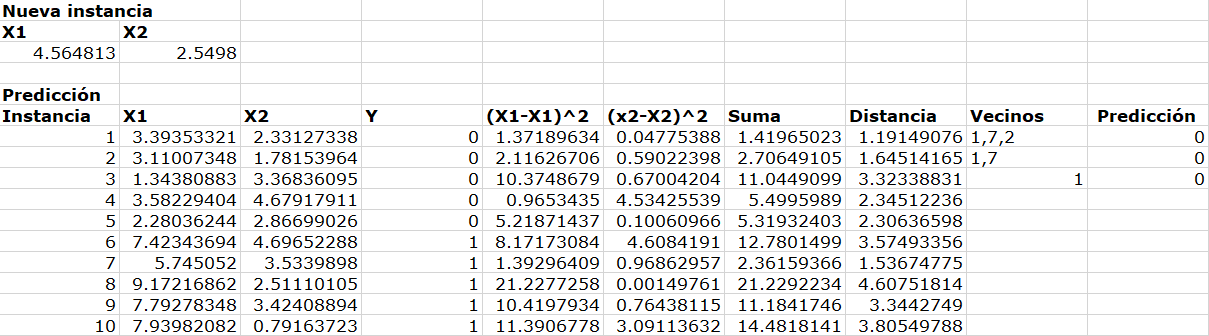 Nueva instancia
X1 X2
4.564813 2.5498
Predicción
Instancia X1 X2 Y (X1-X1)^2 (x2-X2)^2 Suma Distancia Vecinos Predicción
1 3.39353321 2.33127338 0 1.37189634 0.04775388 1.41965023 1.19149076 1,7,2 0
2 3.11007348 1.78153964 0 2.11626706 0.59022398 2.70649105 1.64514165 1,7 0
3 1.34380883 3.36836095 0 10.3748679 0.67004204 11.0449099 3.32338831 1 0
4 3.58229404 4.67917911 0 0.9653435 4.53425539 5.4995989 2.34512236
5 2.28036244 2.86699026 0 5.21871437 0.10060966 5.31932403 2.30636598
6 7.42343694 4.69652288 1 8.17173084 4.6084191 12.7801499 3.57493356
7 5.745052 3.5339898 1 1.39296409 0.96862957 2.36159366 1.53674775
8 9.17216862 2.51110105 1 21.2277258 0.00149761 21.2292234 4.60751814
9 7.79278348 3.42408894 1 10.4197934 0.76438115 11.1841746 3.3442749
10 7.93982082 0.79163723 1 11.3906778 3.09113632 14.4818141 3.80549788